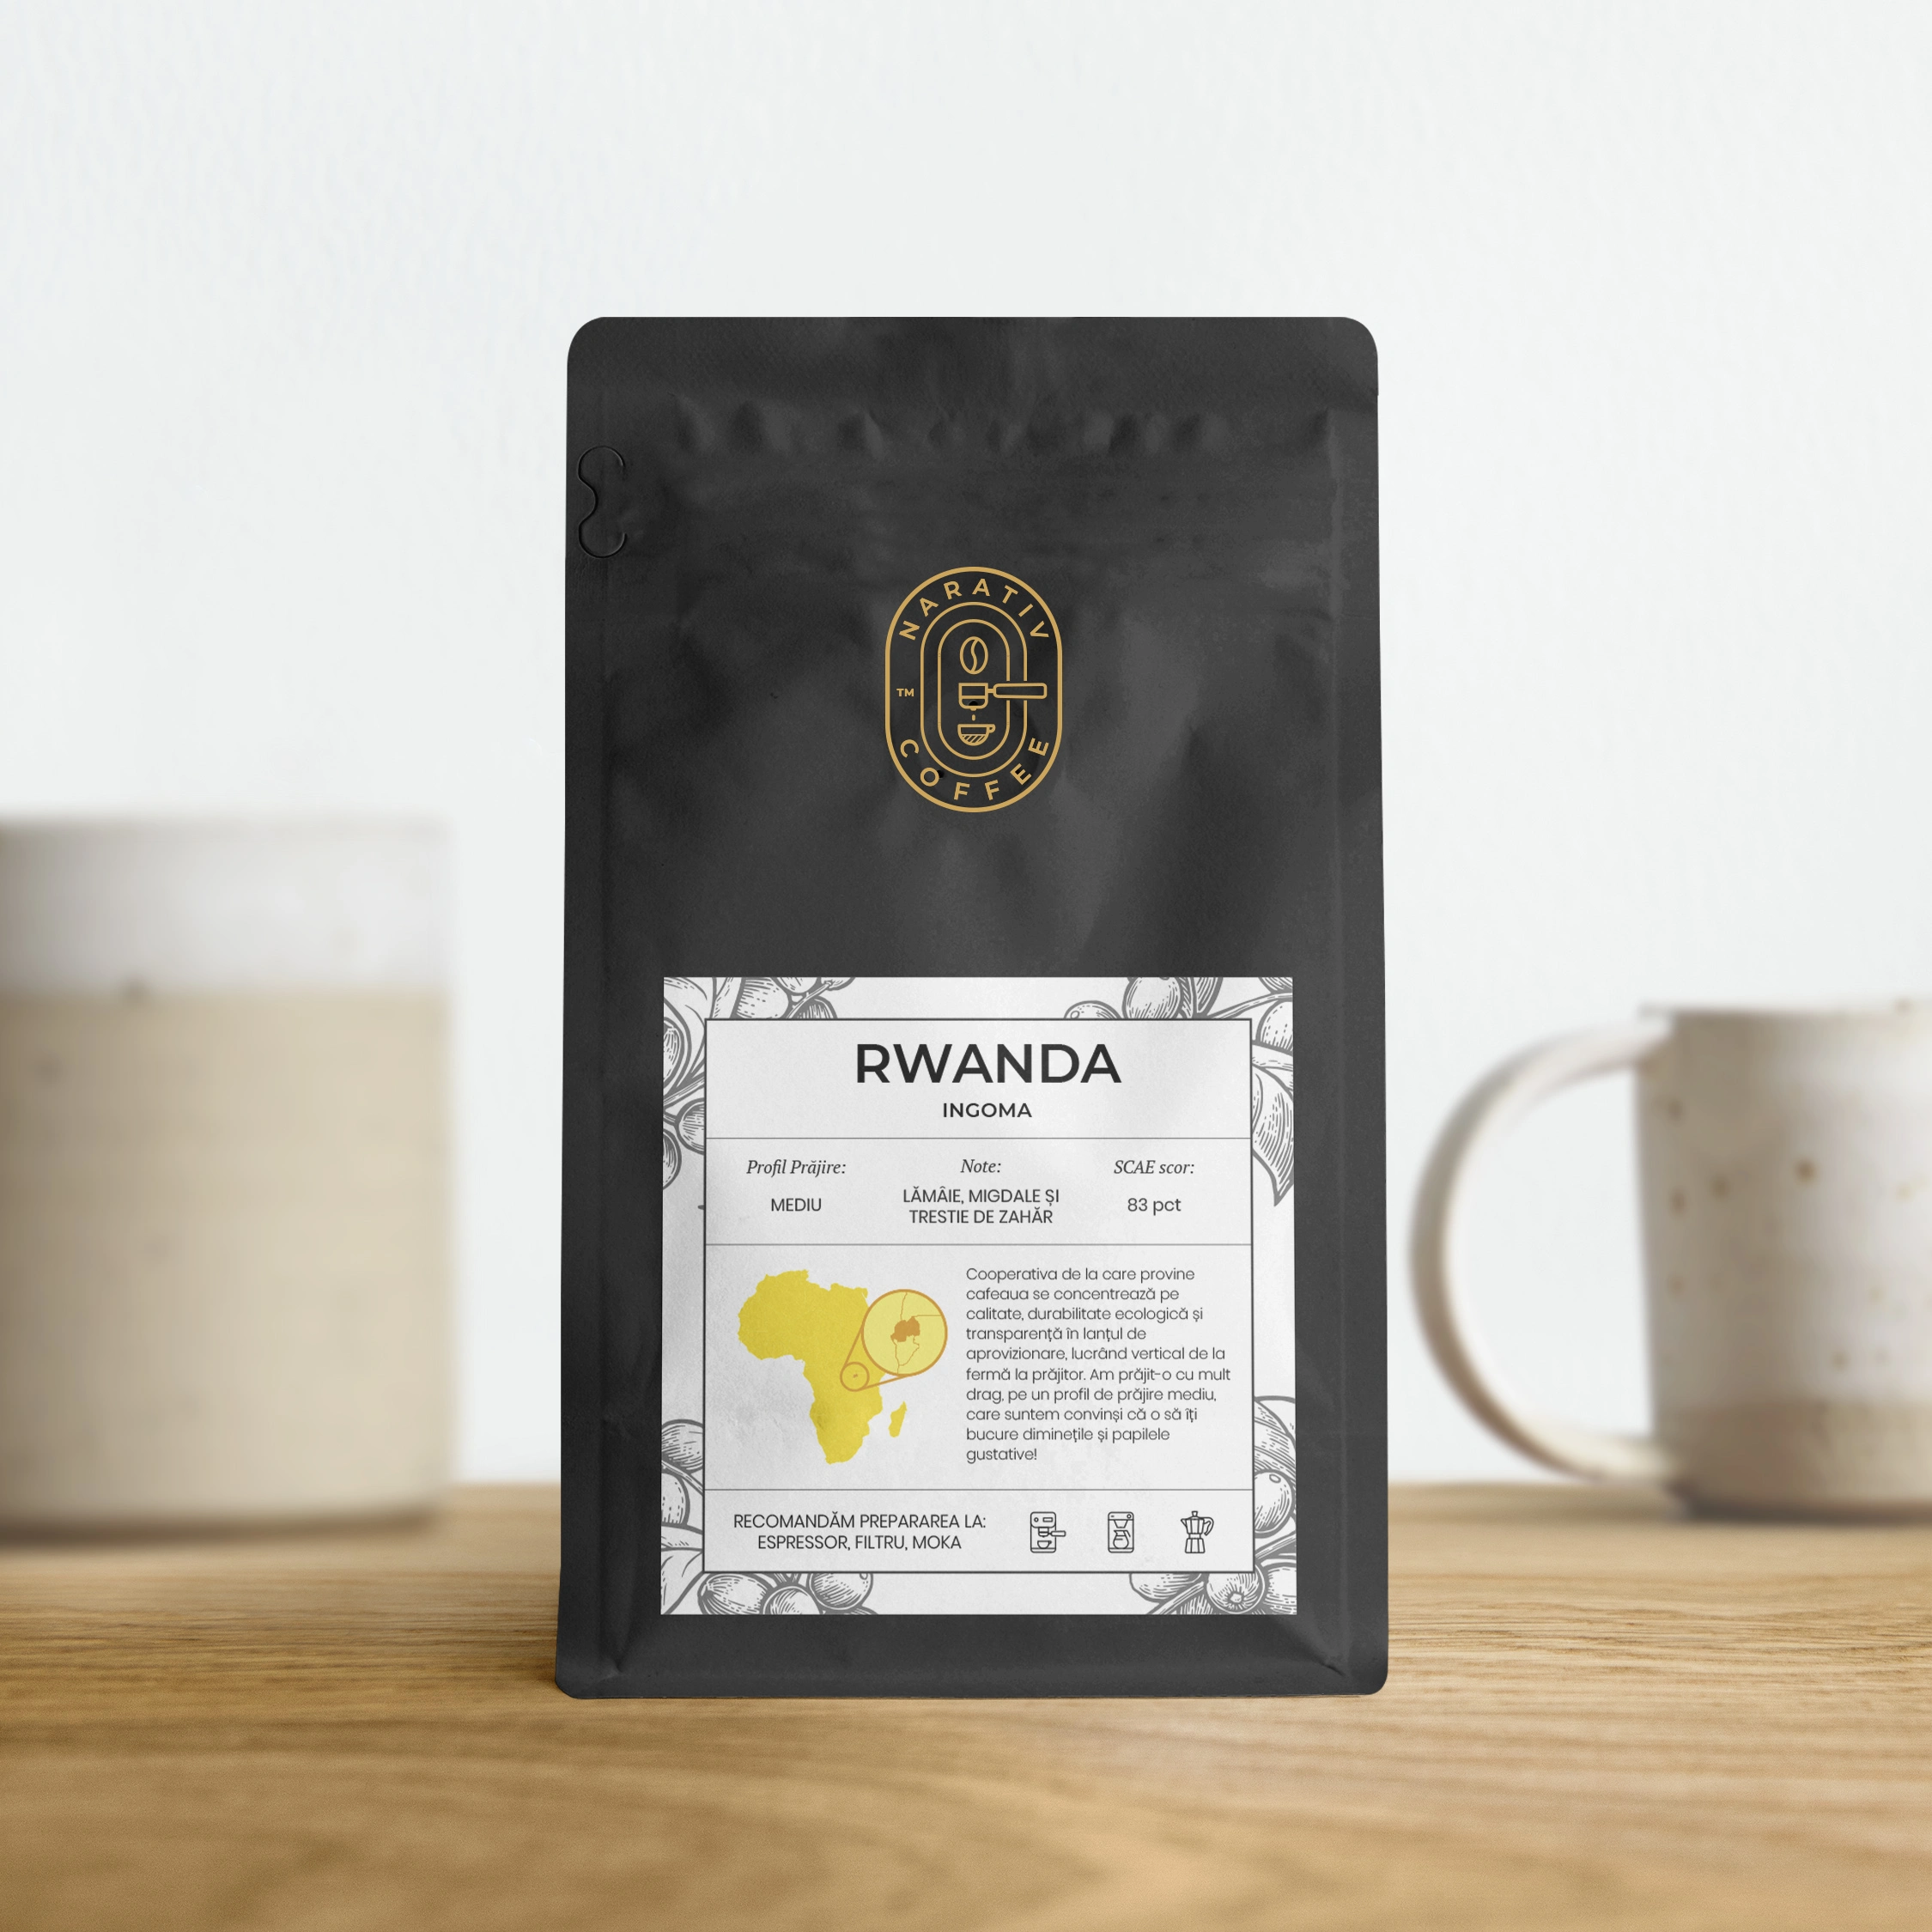 NARATIV
TM
COFFEE
RWANDA
INGOMA
Profil Prăjire:
MEDIU
Note:
LĂMÂIE, MIGDALE ȘI
TRESTIE DE ZAHĂR
SCAE scor:
83 pct
Cooperativa de la care provine
cafeaua se concentrează pe
calitate, durabilitate ecologică și
transparență în lanțul de
aprovizionare, lucrând vertical de la
fermă la prăjitor. Am prăjit-o cu mult
drag, pe un profil de prăjire mediu,
care suntem convinși că o să îți
bucure diminețile și papilele
gustative!
RECOMANDĂM PREPARAREA LA:
ESPRESSOR, FILTRU, MOKA